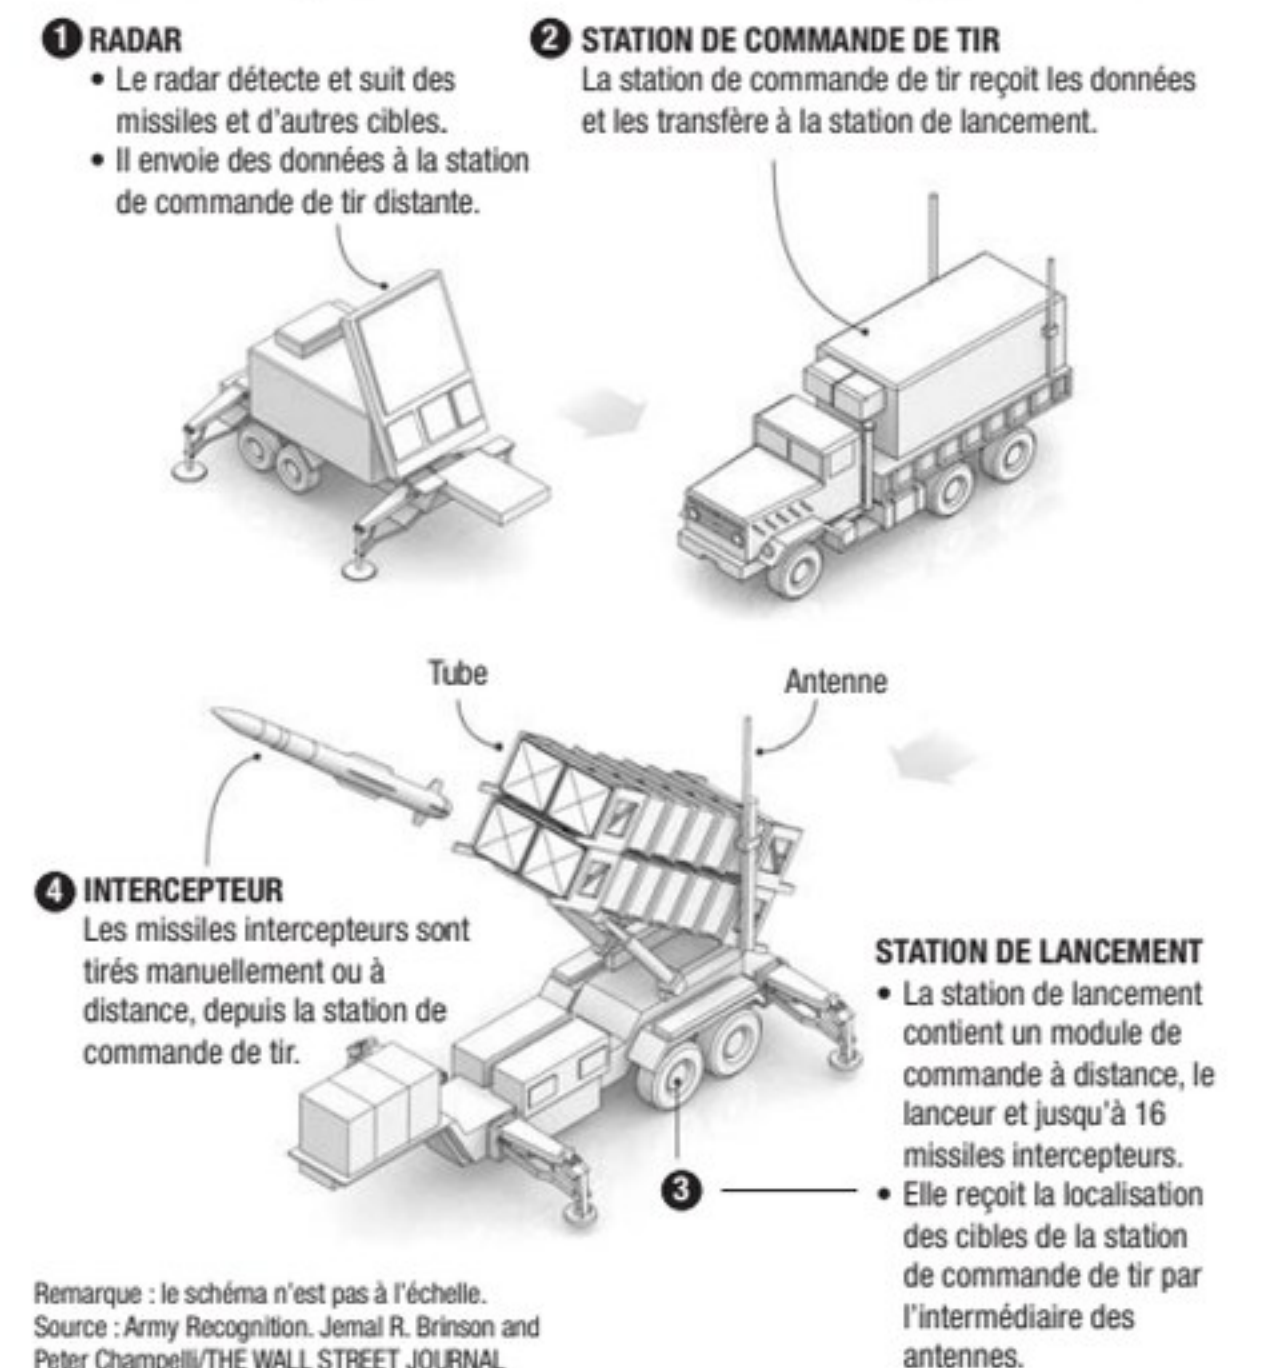 1 RADAR
• Le radar détecte et suit des
missiles et d'autres cibles.
• Il envoie des données à la station
de commande de tir distante.
2 STATION DE COMMANDE DE TIR
La station de commande de tir reçoit les données
et les transfère à la station de lancement.
Tube
Antenne
4 INTERCEPTEUR
Les missiles intercepteurs sont
tirés manuellement ou à
distance, depuis la station de
commande de tir.
3
STATION DE LANCEMENT
• La station de lancement
contient un module de
commande à distance, le
lanceur et jusqu'à 16
missiles intercepteurs.
• Elle reçoit la localisation
des cibles de la station
de commande de tir par
l'intermédiaire des
antennes.
Remarque : le schéma n'est pas à l'échelle.
Source : Army Recognition. Jemal R. Brinson and
Peter Champelli/THE WALL STREET JOURNAL